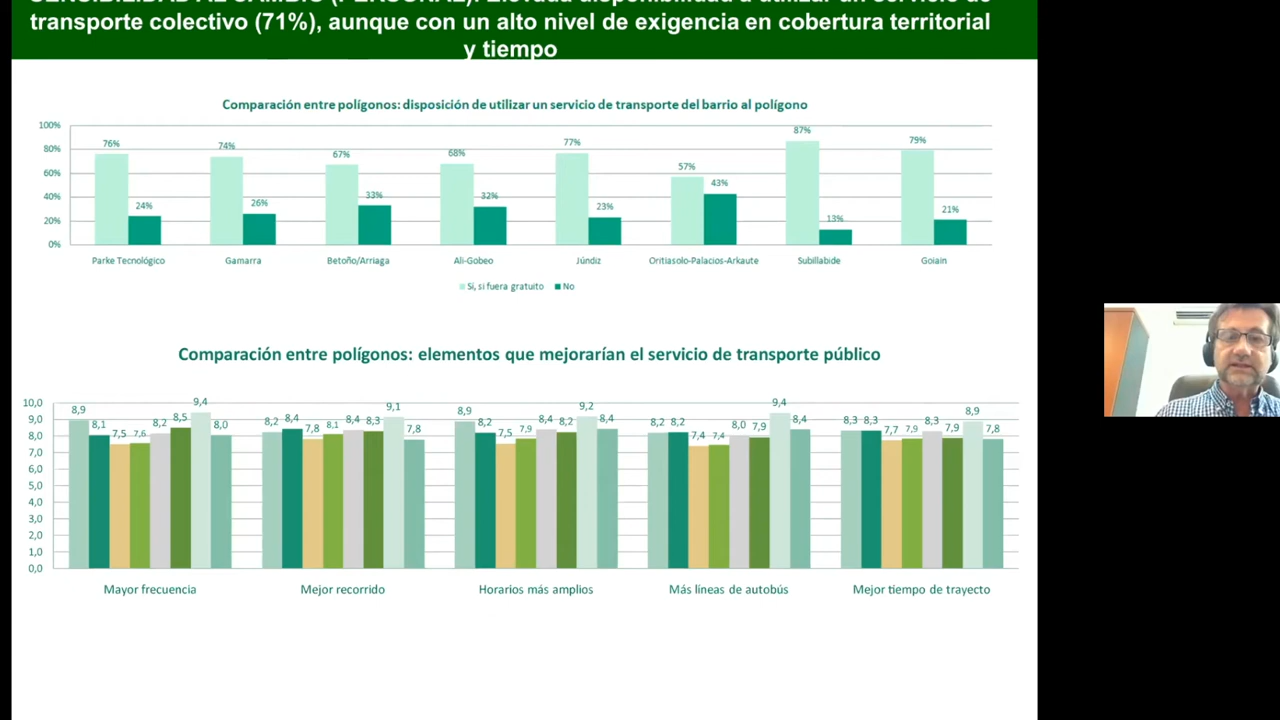 transporte colectivo (71%), aunque con un alto nivel de exigencia en cobertura territorial
y tiempo
Comparación entre polígonos: disposición de utilizar un servicio de transporte del barrio al polígono
100%
80%
60%
40%
20%
0%
76% 24% 74% 26% 67% 33% 68% 32% 77% 23% 57% 43% 87% 13% 79% 21%
Parke Tecnológico Gamarra Betoño/Arriaga Ali-Gobeo Júndiz Oritiasolo-Palacios-Arkaute Subillabide Goiain
Sí, si fuera gratuito No
Comparación entre polígonos: elementos que mejorarían el servicio de transporte público
10,0
9,0
8,0
7,0
6,0
5,0
4,0
3,0
2,0
1,0
0,0
8,9 8,1 7,5 7,6 8,2 8,5 9,4 8,0
8,2 8,4 7,8 8,1 8,4 8,3 9,1 7,8
8,9 8,2 7,5 7,9 8,4 8,2 9,2 8,4
8,2 8,2 7,4 7,4 8,0 7,9 9,4 8,4
8,3 8,3 7,7 7,9 8,3 7,9 8,9 7,8
Mayor frecuencia Mejor recorrido Horarios más amplios Más líneas de autobús Mejor tiempo de trayecto